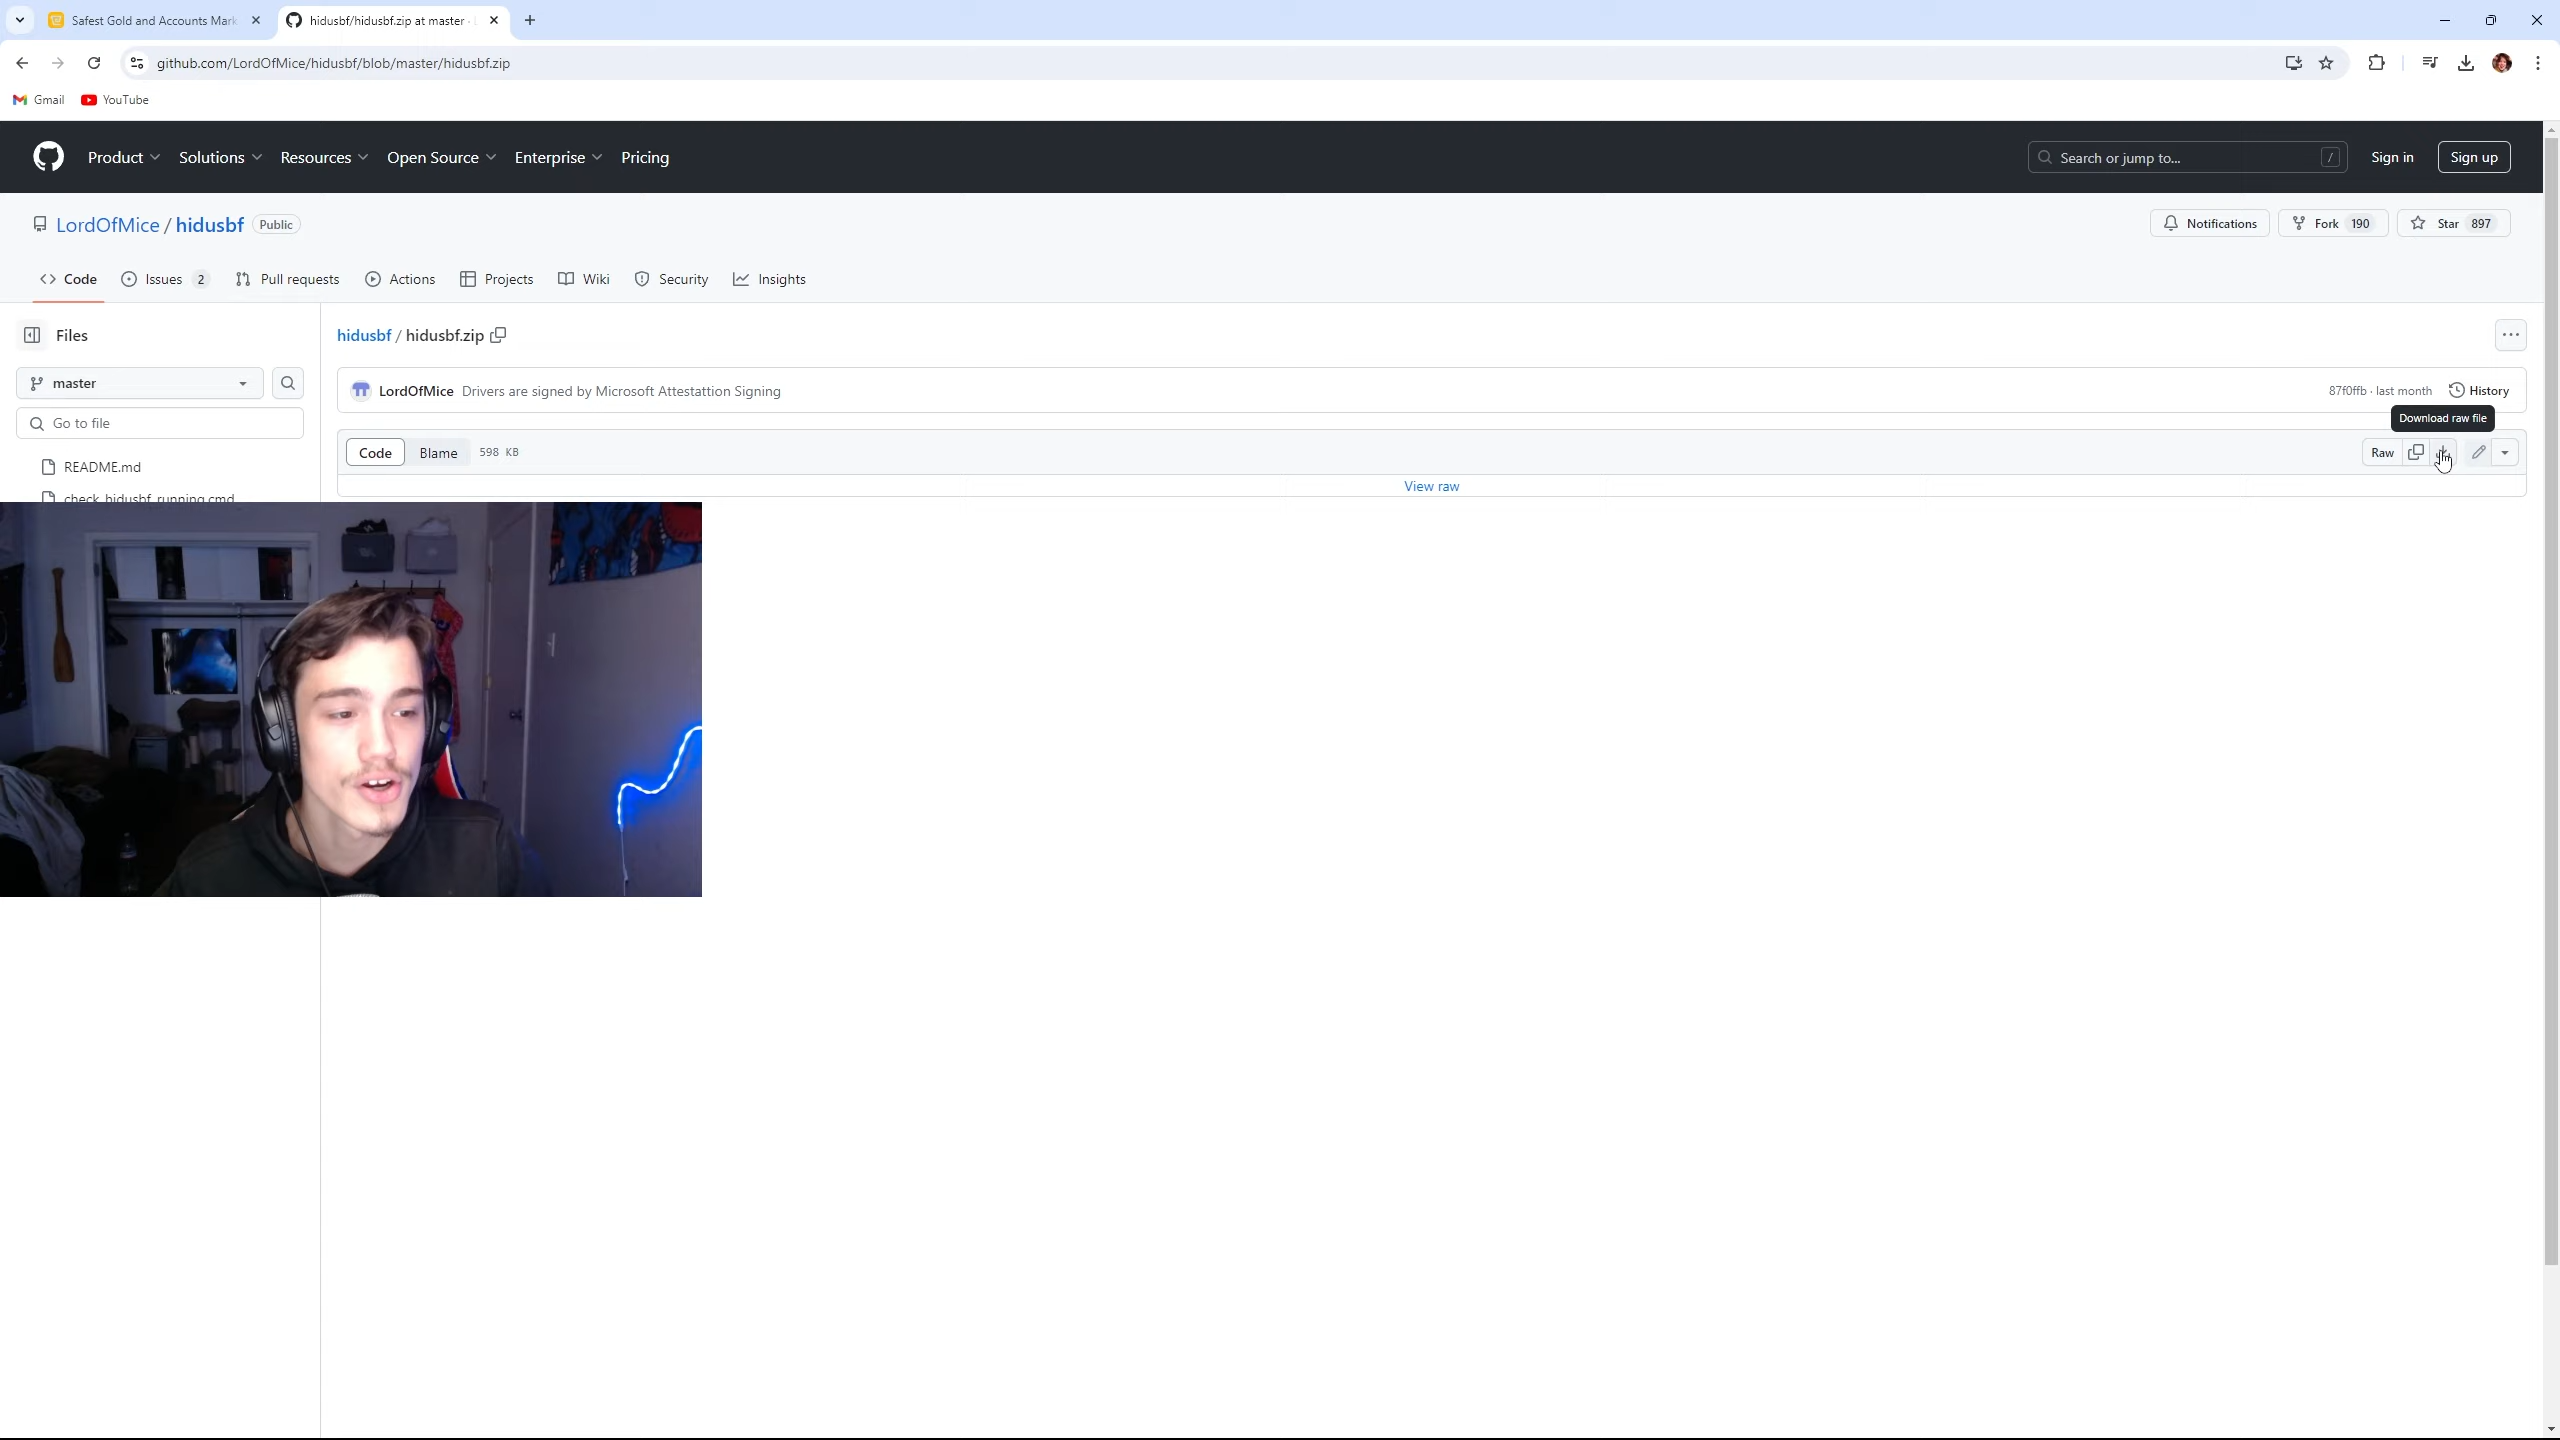 Safest Gold and Accounts Mark
hidusbf/hidusbf.zip at master ·
github.com/LordOfMice/hidusbf/blob/master/hidusbf.zip
Gmail YouTube
Product Solutions Resources Open Source Enterprise Pricing
Search or jump to... /
Sign in Sign up
LordOfMice / hidusbf Public
Notifications Fork 190 Star 897
Code Issues 2 Pull requests Actions Projects Wiki Security Insights
Files
hidusbf / hidusbf.zip
master
LordOfMice Drivers are signed by Microsoft Attestattion Signing
87f0ffb · last month History
Go to file
Download raw file
Code Blame 598 KB
Raw
README.md
View raw
check_hidusbf_running.cmd